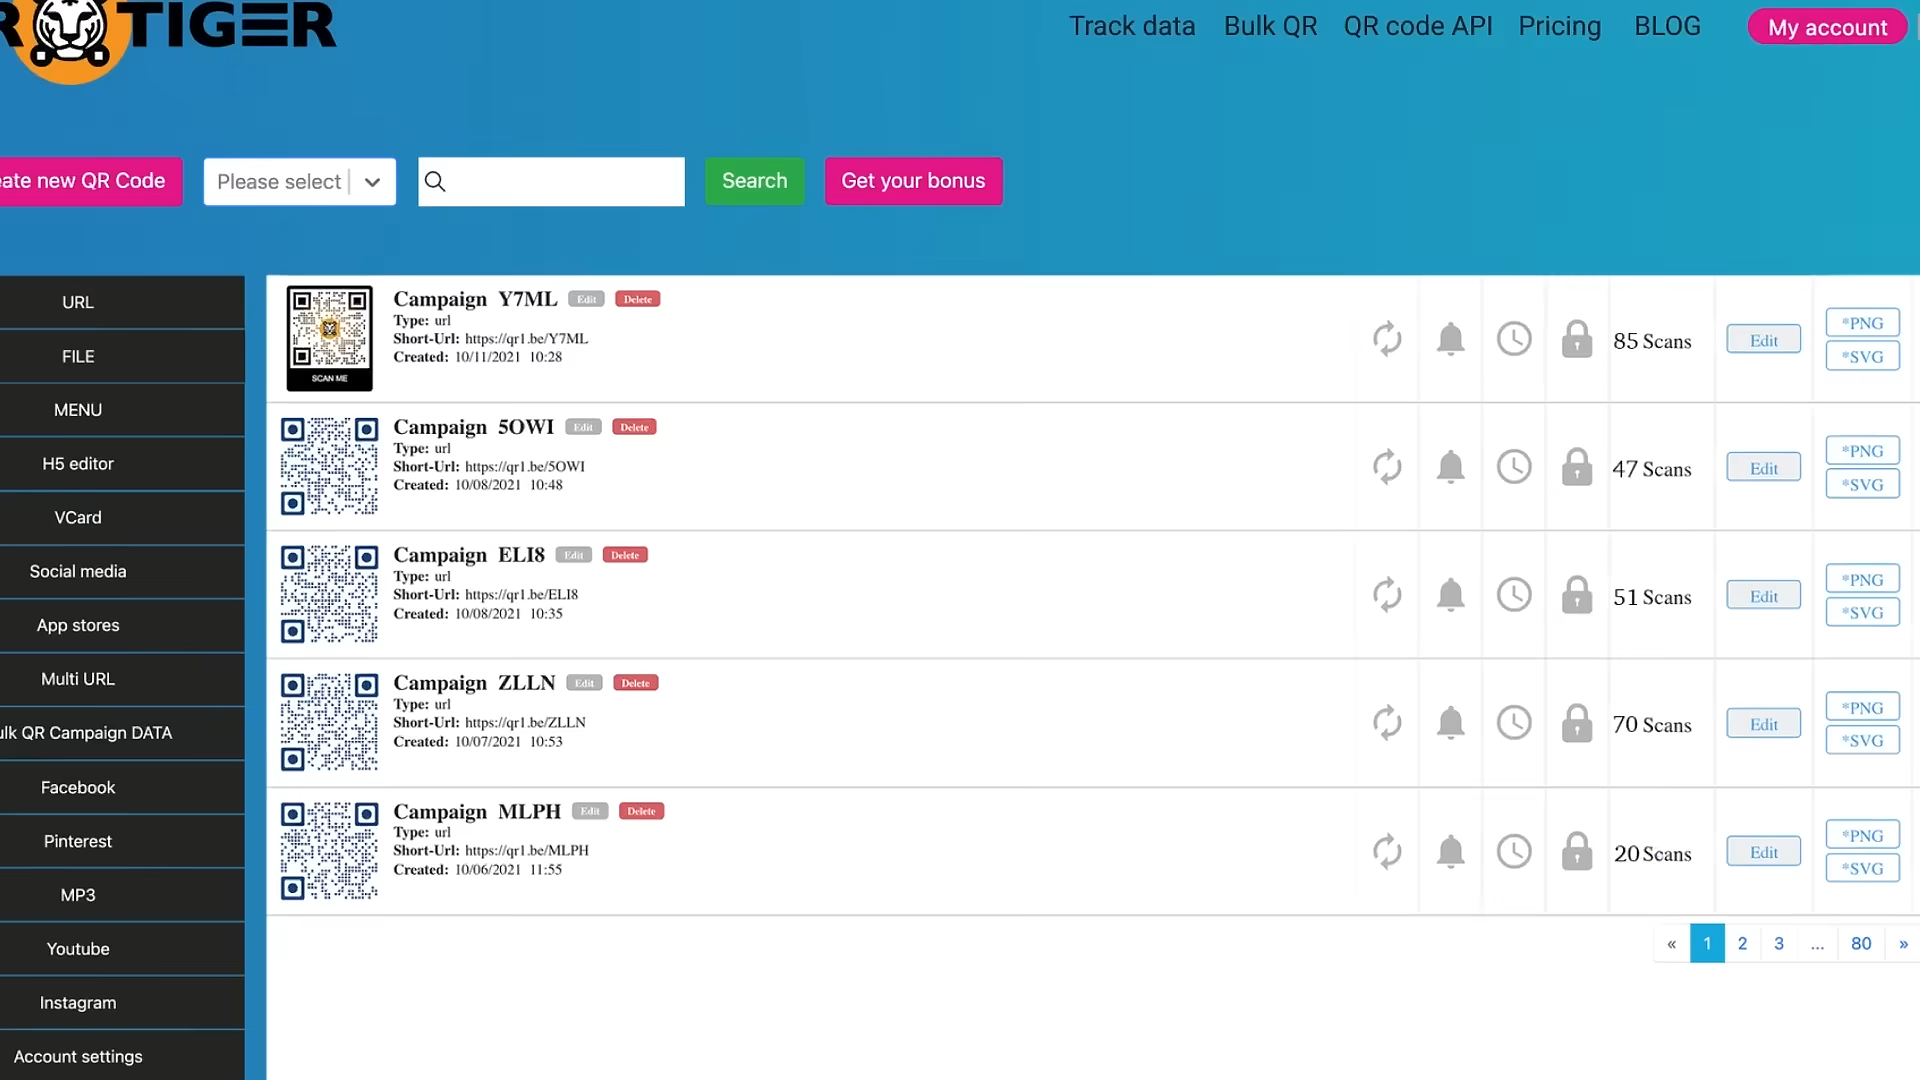 R TIGER
Track data Bulk QR QR code API Pricing BLOG My account
eate new QR Code Please select Search Get your bonus
URL
FILE
MENU
H5 editor
VCard
Social media
App stores
Multi URL
ulk QR Campaign DATA
Facebook
Pinterest
MP3
Youtube
Instagram
Account settings
SCAN ME
Campaign Y7ML Edit Delete
Type: url
Short-Url: https://qr1.be/Y7ML
Created: 10/11/2021 10:28
85 Scans Edit *PNG
*SVG
Campaign 5OWI Edit Delete
Type: url
Short-Url: https://qr1.be/5OWI
Created: 10/08/2021 10:48
47 Scans Edit *PNG
*SVG
Campaign ELI8 Edit Delete
Type: url
Short-Url: https://qr1.be/ELI8
Created: 10/08/2021 10:35
51 Scans Edit *PNG
*SVG
Campaign ZLLN Edit Delete
Type: url
Short-Url: https://qr1.be/ZLLN
Created: 10/07/2021 10:53
70 Scans Edit *PNG
*SVG
Campaign MLPH Edit Delete
Type: url
Short-Url: https://qr1.be/MLPH
Created: 10/06/2021 11:55
20 Scans Edit *PNG
*SVG
« 1 2 3 ... 80 »